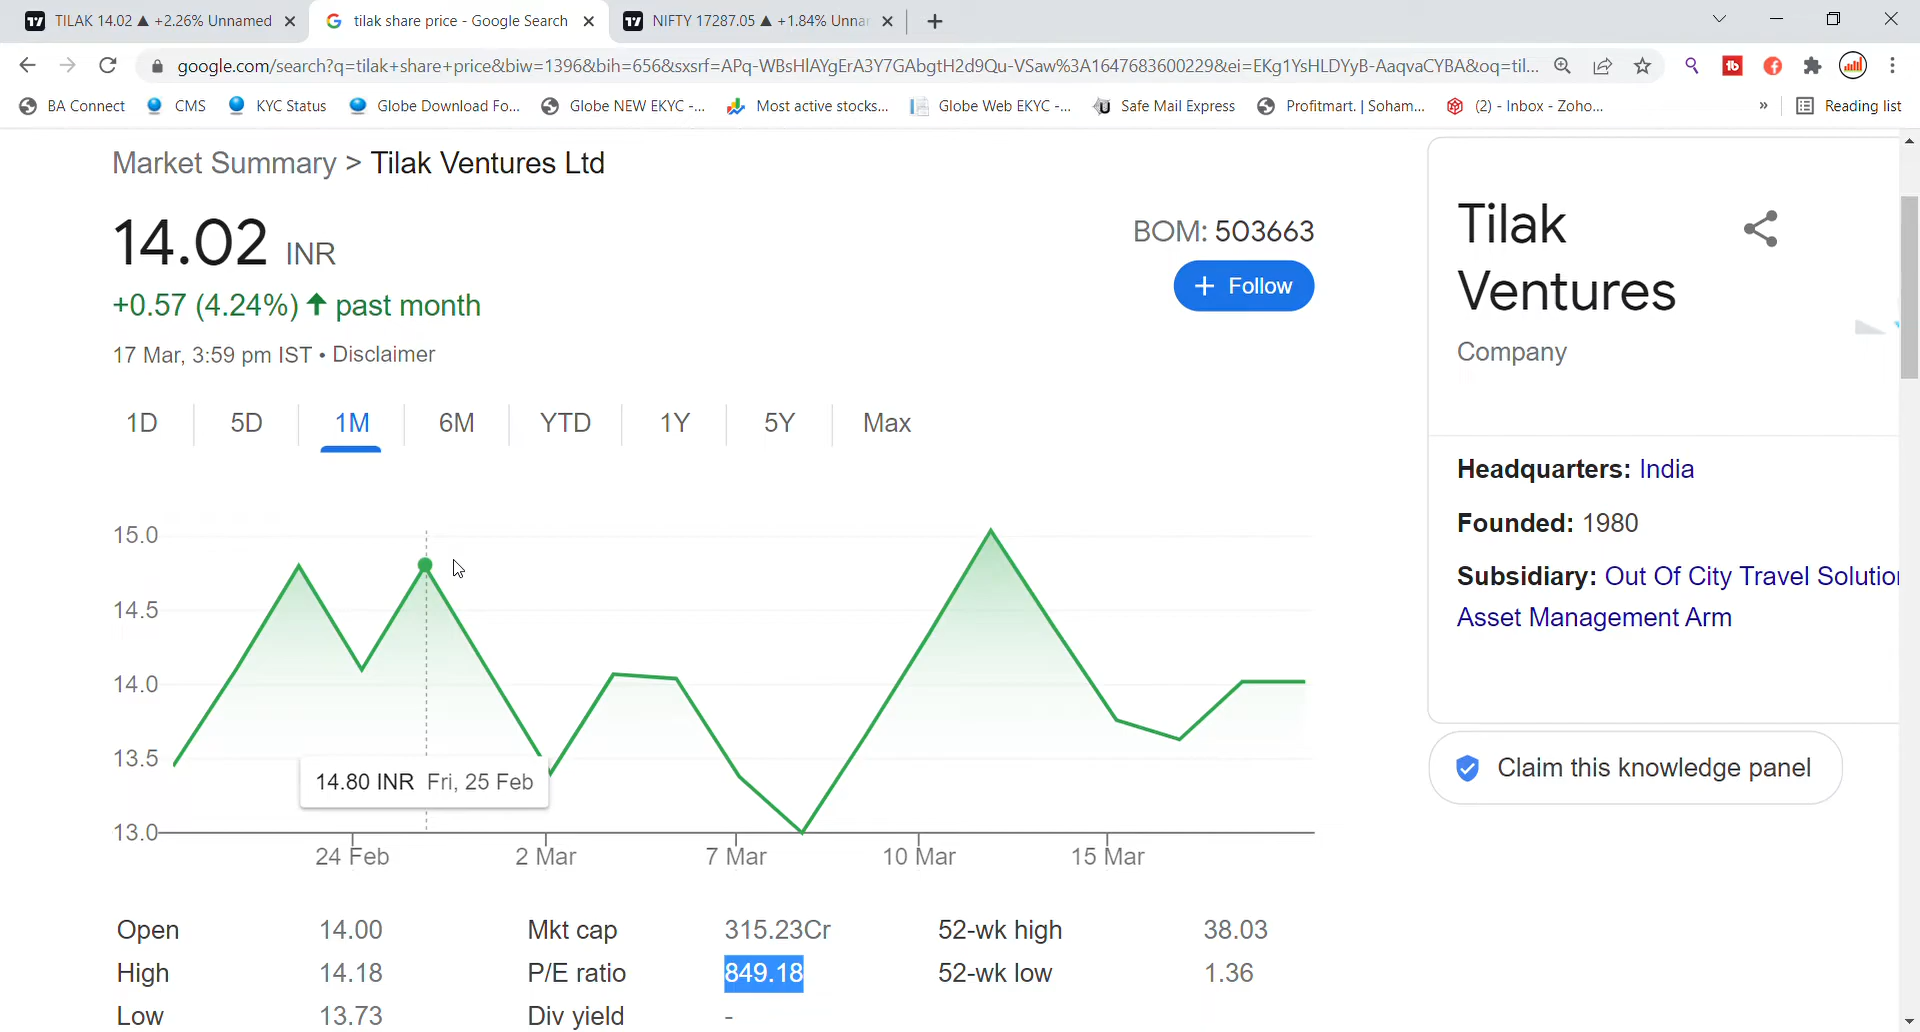 TILAK 14.02 ▲ +2.26% Unnamed
tilak share price - Google Search
NIFTY 17287.05 ▲ +1.84% Unnar
google.com/search?q=tilak+share+price&biw=1396&bih=656&sxsrf=APq-WBsHlAYgErA3Y7GAbgtH2d9Qu-VSaw%3A1647683600229&ei=EKg1YsHLDYyB-AaqvaCYBA&oq=til...
BA Connect
CMS
KYC Status
Globe Download Fo...
Globe NEW EKYC -...
Most active stocks...
Globe Web EKYC -...
Safe Mail Express
Profitmart. | Soham...
(2) - Inbox - Zoho...
»
Reading list
Market Summary > Tilak Ventures Ltd
14.02 INR
+0.57 (4.24%) ↑ past month
17 Mar, 3:59 pm IST • Disclaimer
BOM: 503663
+ Follow
1D 5D 1M 6M YTD 1Y 5Y Max
15.0
14.5
14.0
13.5
13.0
14.80 INR Fri, 25 Feb
24 Feb 2 Mar 7 Mar 10 Mar 15 Mar
Open 14.00 Mkt cap 315.23Cr 52-wk high 38.03
High 14.18 P/E ratio 849.18 52-wk low 1.36
Low 13.73 Div yield -
Tilak
Ventures
Company
Headquarters: India
Founded: 1980
Subsidiary: Out Of City Travel Solution
Asset Management Arm
Claim this knowledge panel